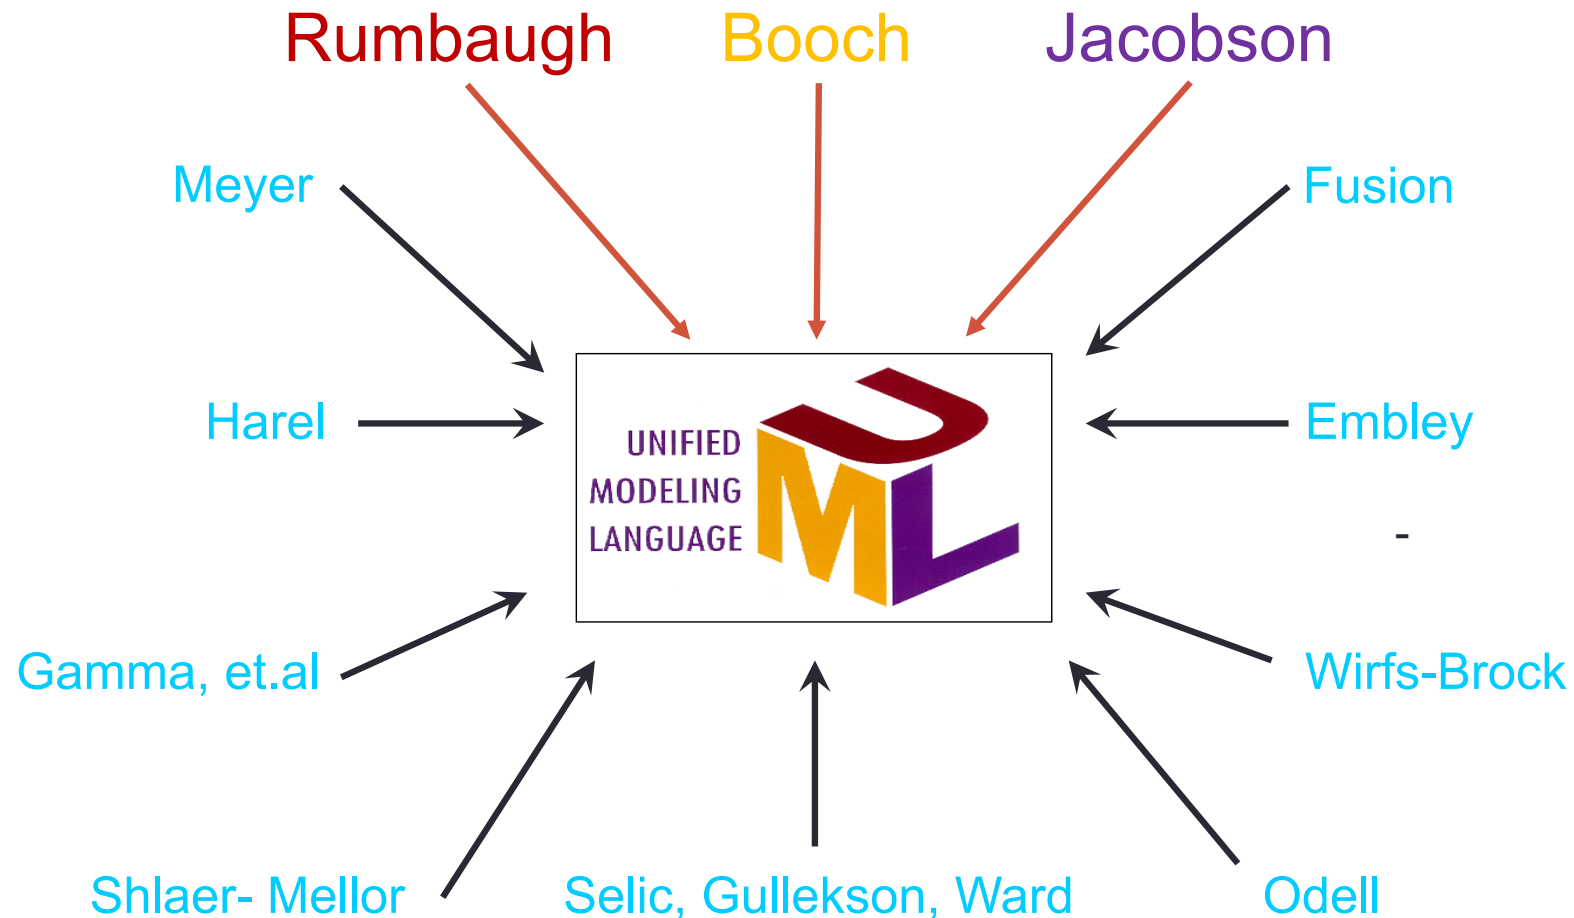 Rumbaugh Booch Jacobson
Meyer Fusion
Harel Embley
UNIFIED
MODELING
LANGUAGE
UML
-
Gamma, et.al Wirfs-Brock
Shlaer- Mellor Selic, Gullekson, Ward Odell